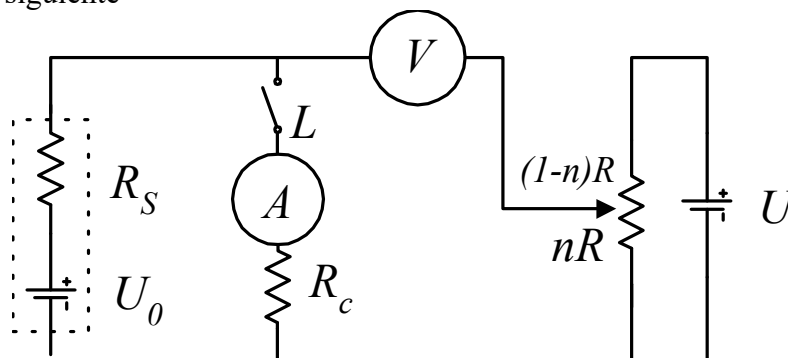 siguiente
V
L
(1-n)R
R_S
A
nR
U
U_0
R_c